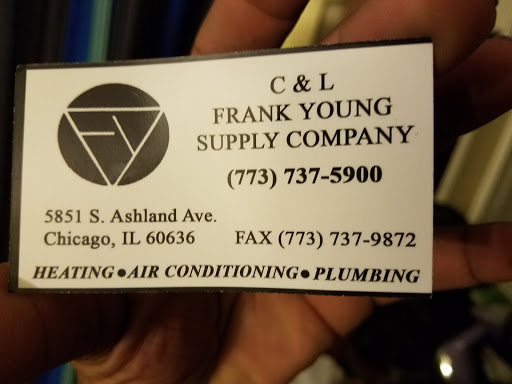 FY
C & L
FRANK YOUNG
SUPPLY COMPANY
(773) 737-5900
5851 S. Ashland Ave.
Chicago, IL 60636 FAX (773) 737-9872
HEATING•AIR CONDITIONING•PLUMBING